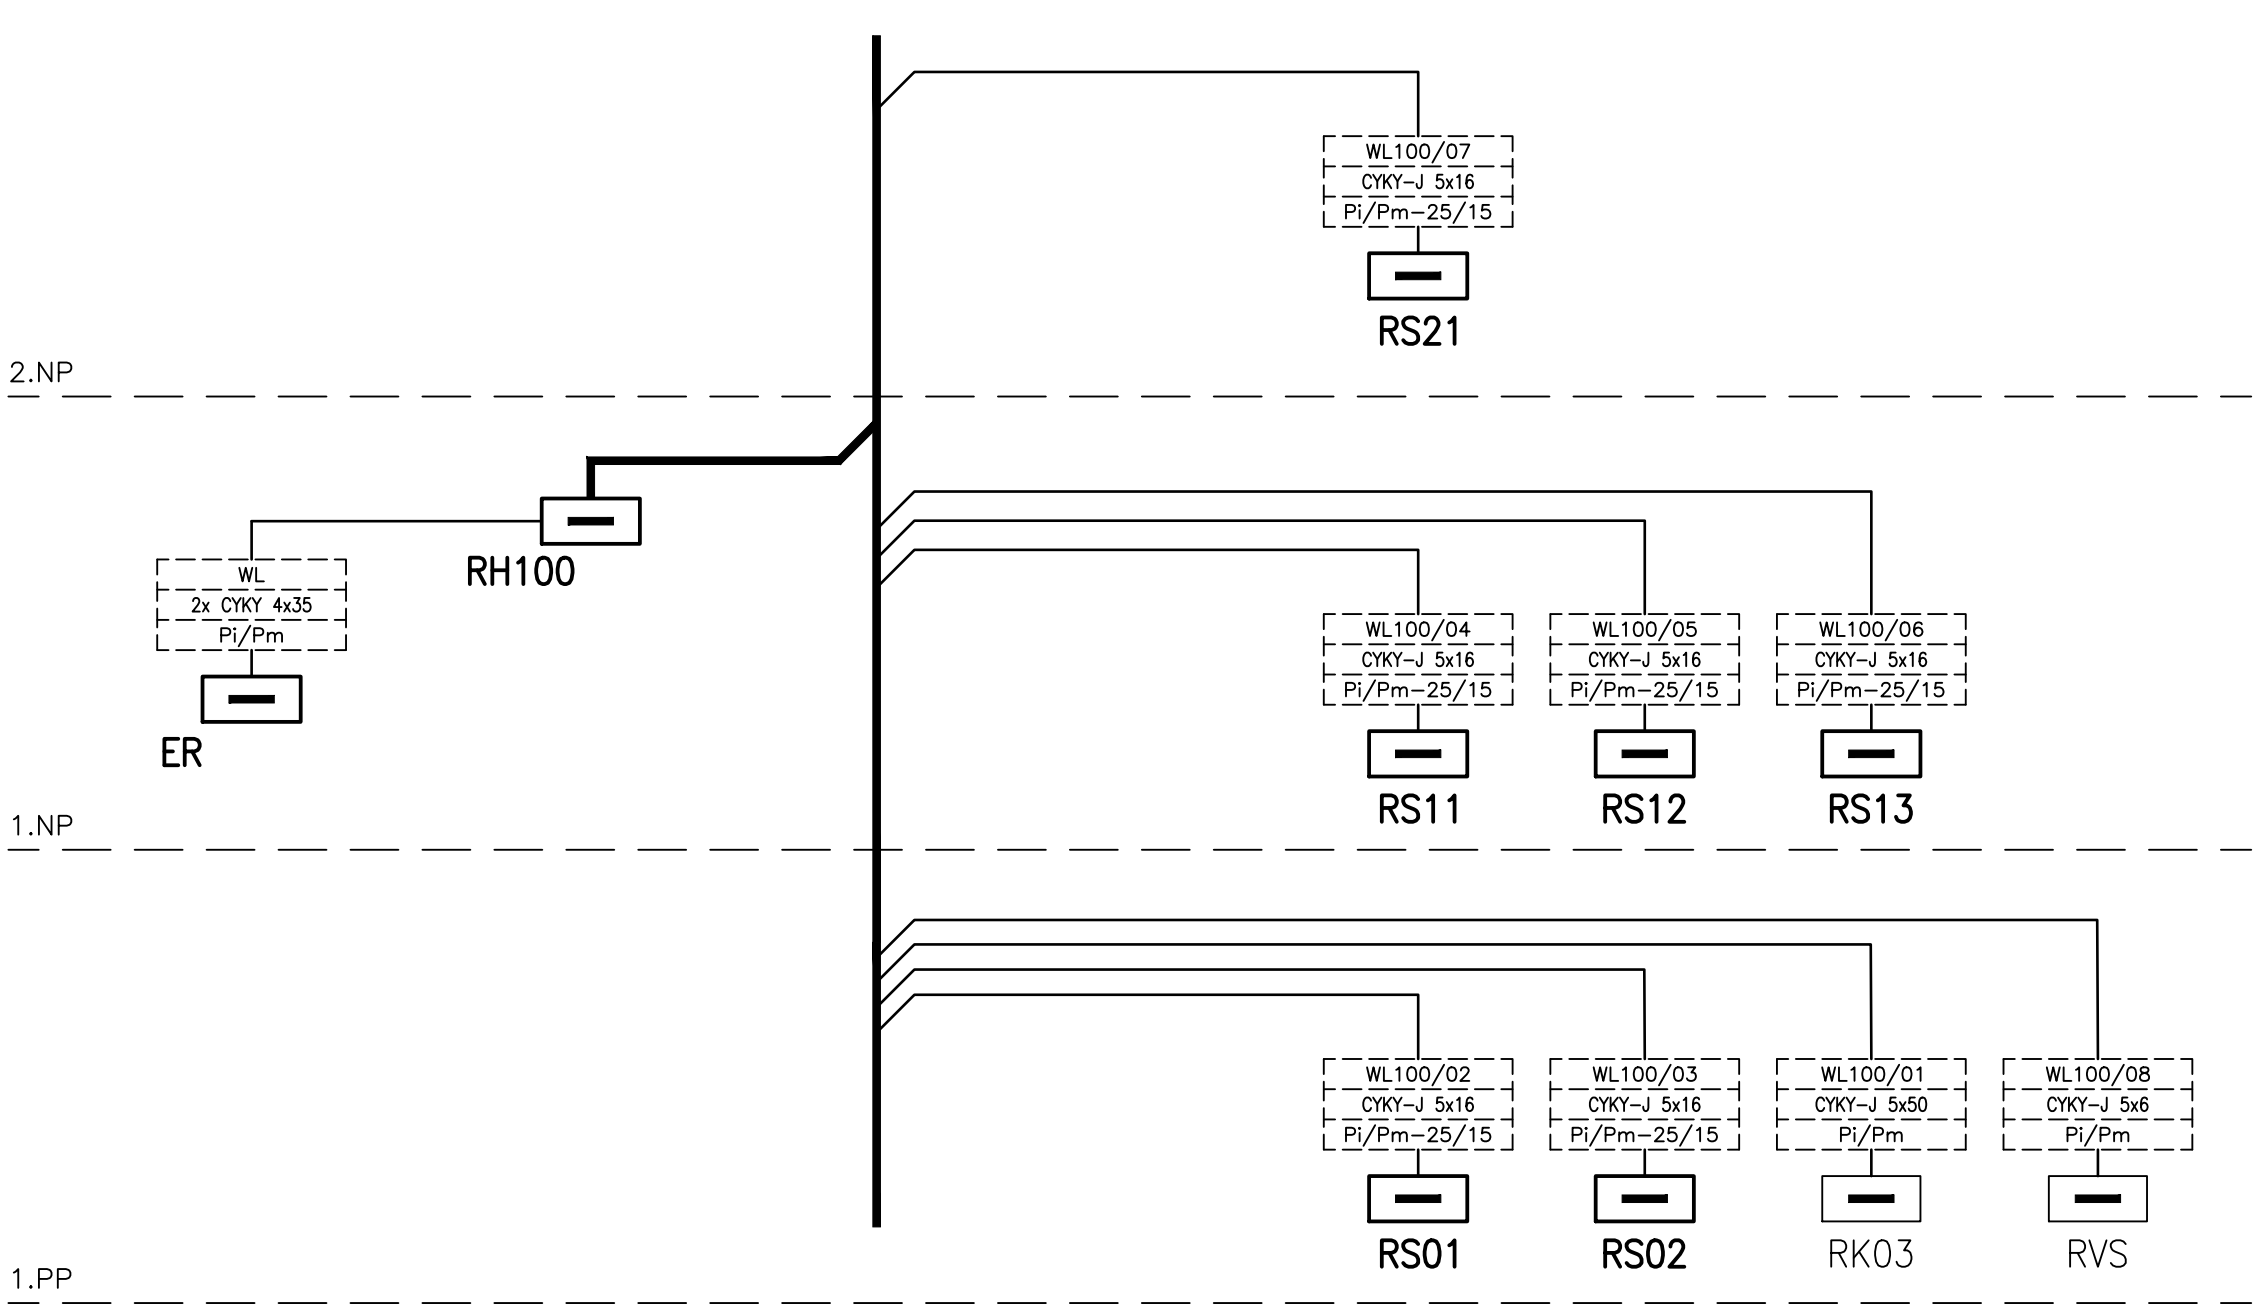 WL100/07
CYKY-J 5x16
Pi/Pm-25/15
RS21
2.NP
RH100
WL
2x CYKY 4x35
Pi/Pm
ER
WL100/04
CYKY-J 5x16
Pi/Pm-25/15
RS11
WL100/05
CYKY-J 5x16
Pi/Pm-25/15
RS12
WL100/06
CYKY-J 5x16
Pi/Pm-25/15
RS13
1.NP
WL100/02
CYKY-J 5x16
Pi/Pm-25/15
RS01
WL100/03
CYKY-J 5x16
Pi/Pm-25/15
RS02
WL100/01
CYKY-J 5x50
Pi/Pm
RK03
WL100/08
CYKY-J 5x6
Pi/Pm
RVS
1.PP